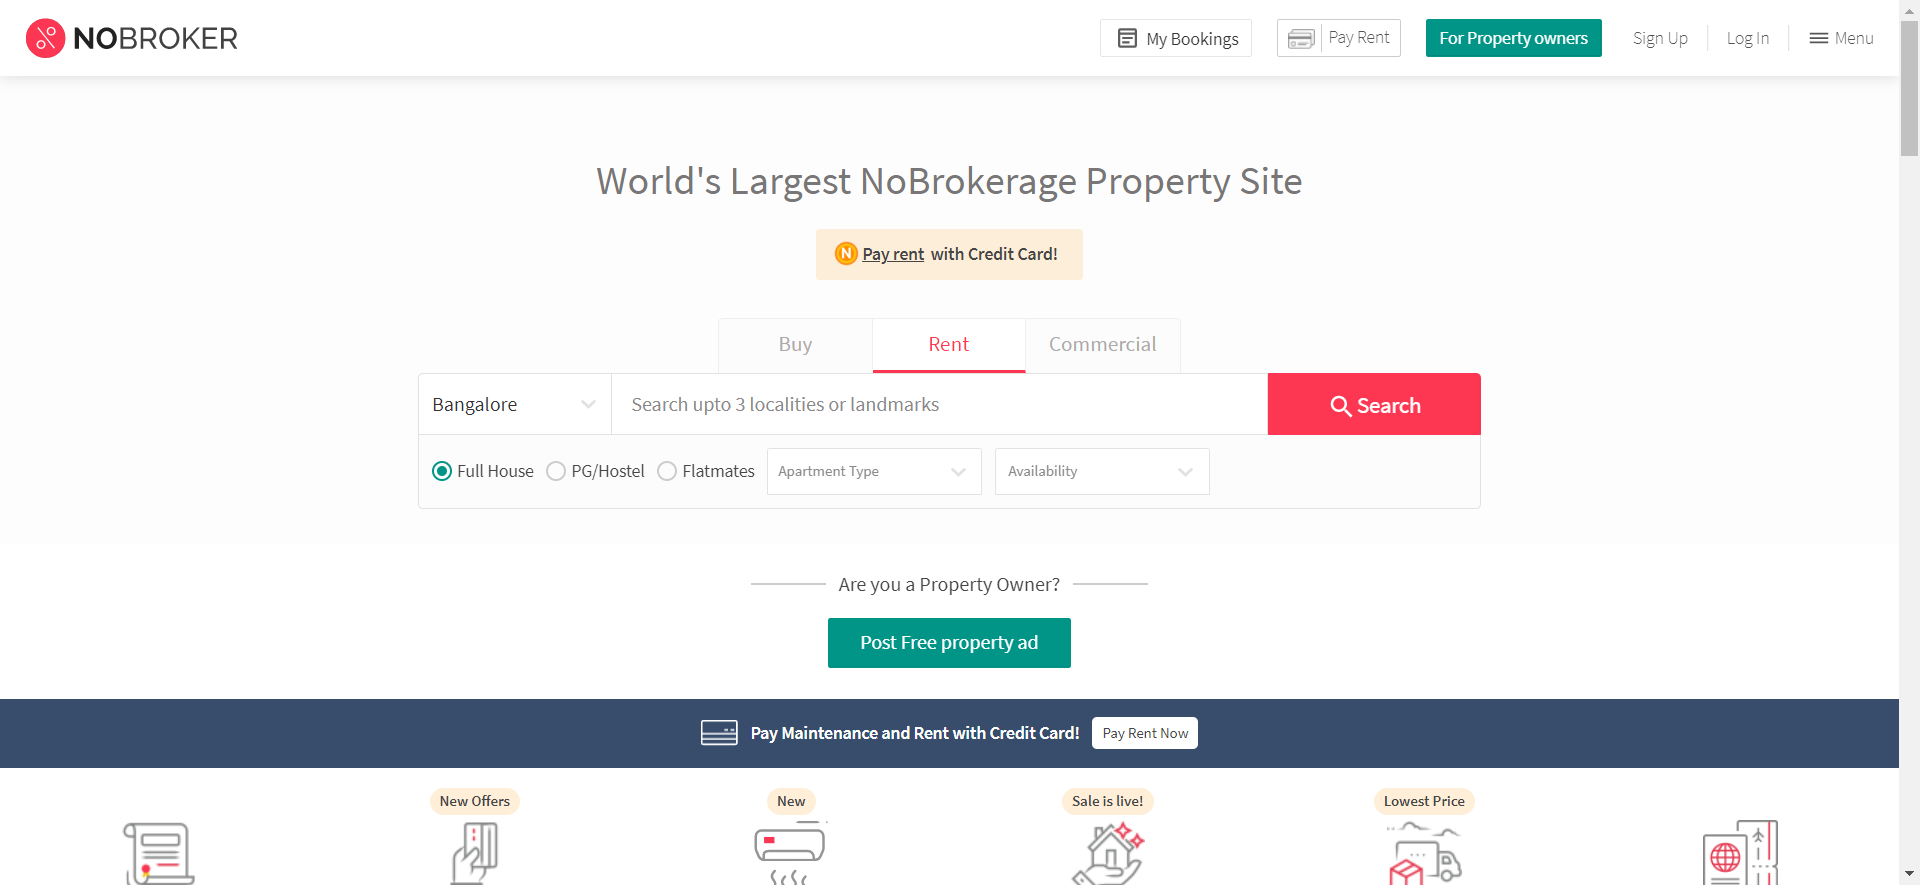 NOBROKER
My Bookings
Pay Rent
For Property owners
Sign Up
Log In
Menu
World's Largest NoBrokerage Property Site
N Pay rent with Credit Card!
Buy
Rent
Commercial
Bangalore
Search upto 3 localities or landmarks
Search
Full House
PG/Hostel
Flatmates
Apartment Type
Availability
Are you a Property Owner?
Post Free property ad
Pay Maintenance and Rent with Credit Card!
Pay Rent Now
New Offers
New
Sale is live!
Lowest Price